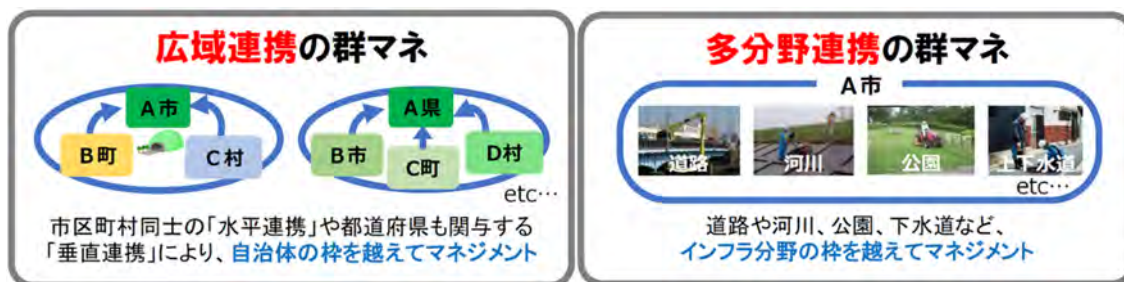 広域連携の群マネ
A市
B町
C村
A県
B市
C町
D村
etc…
市区町村同士の「水平連携」や都道府県も関与する
「垂直連携」により、自治体の枠を越えてマネジメント
多分野連携の群マネ
A市
道路
河川
公園
上下水道
etc…
道路や河川、公園、下水道など、
インフラ分野の枠を越えてマネジメント